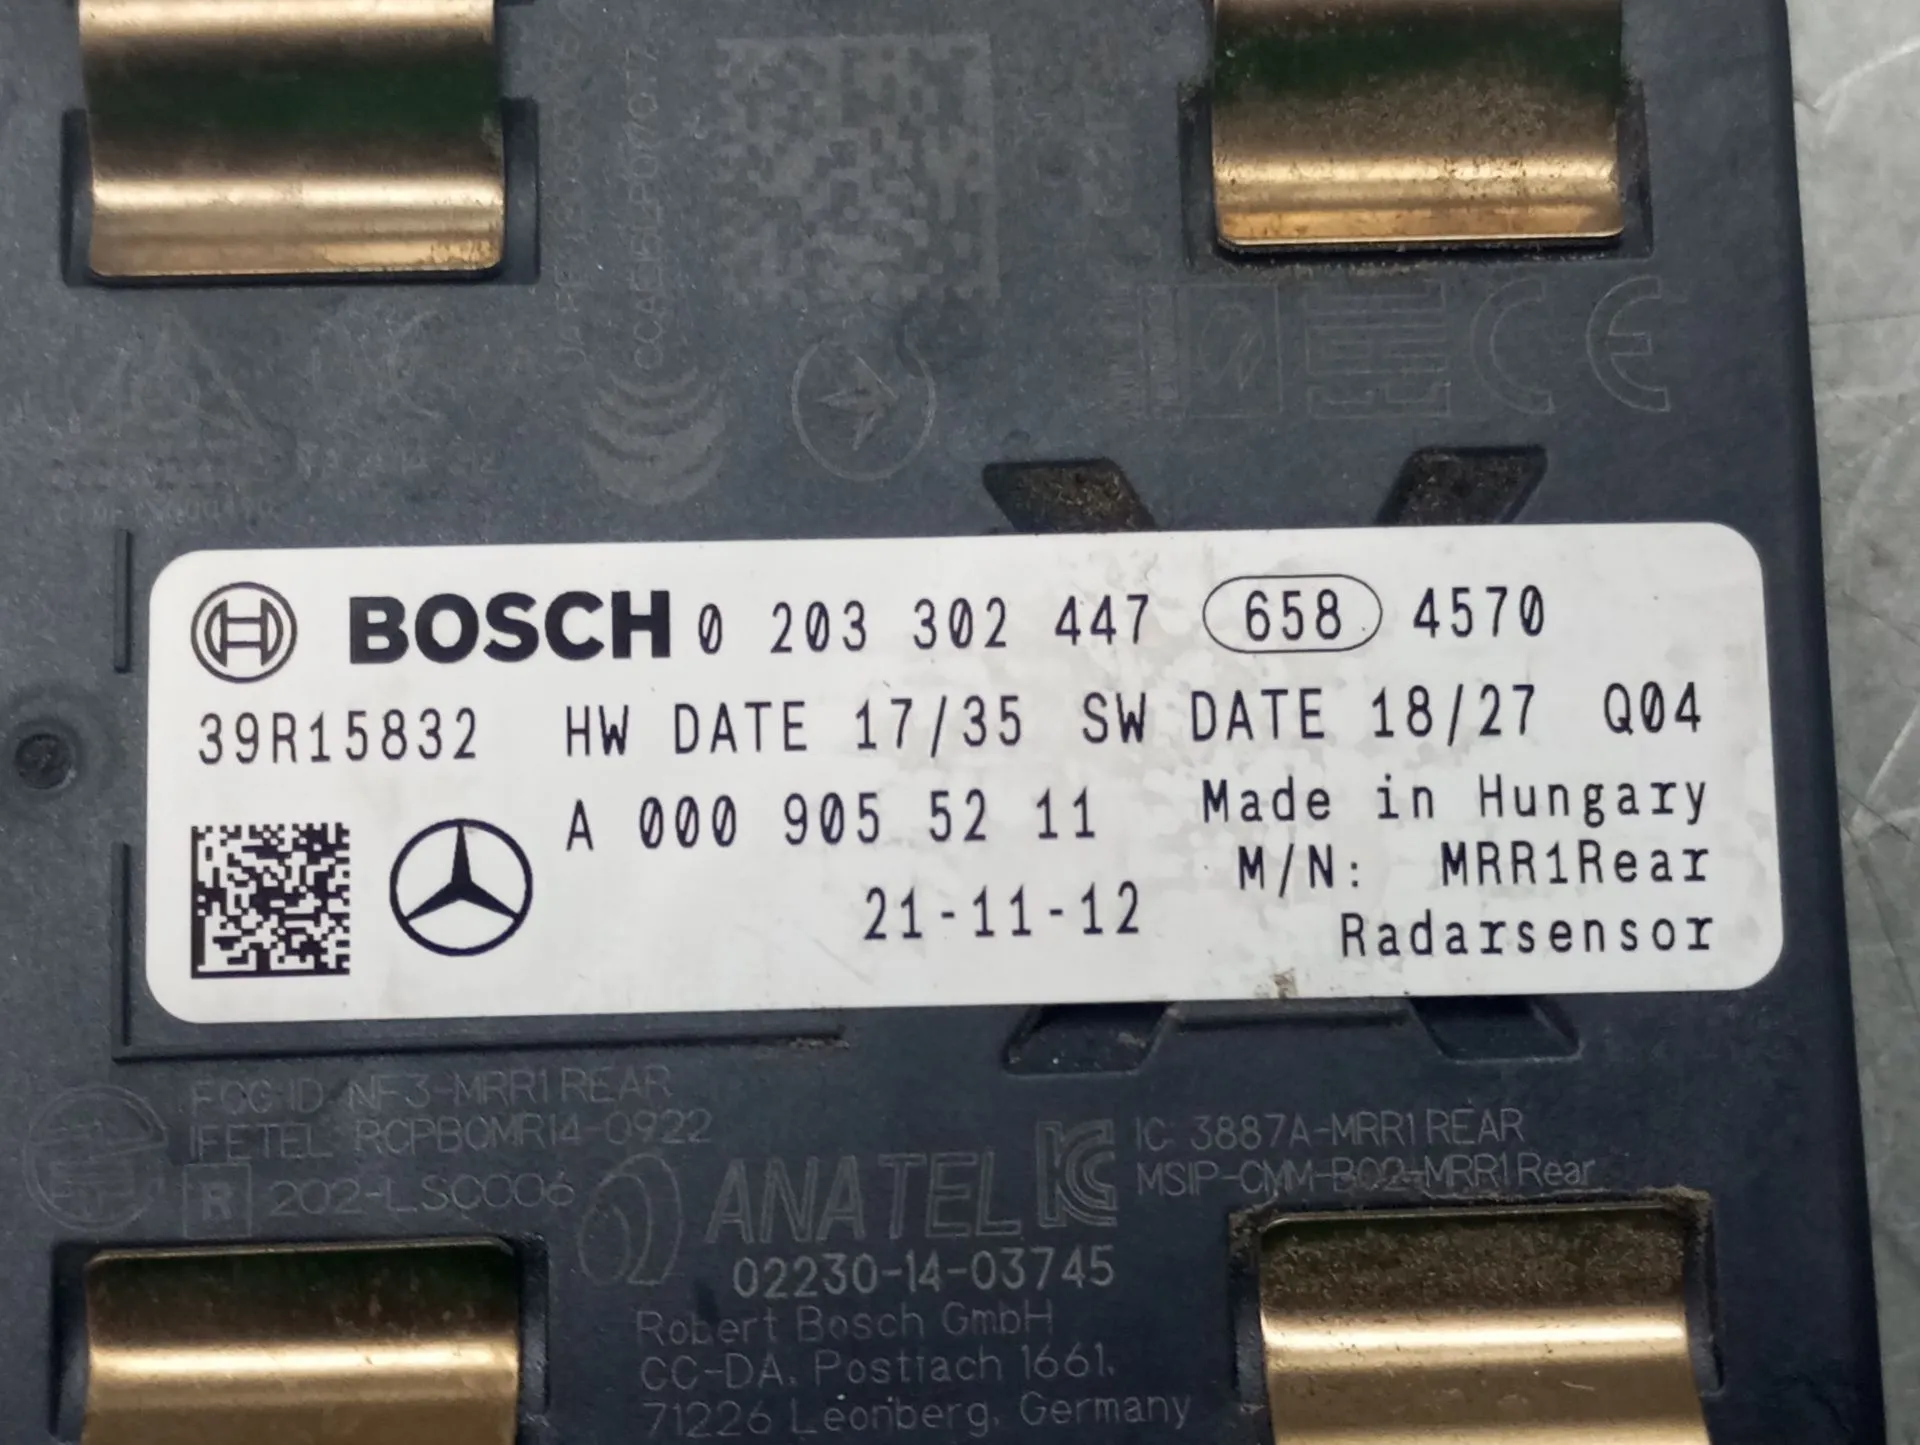 BOSCH 0 203 302 447 658 4570
39R15832 HW DATE 17/35 SW DATE 18/27 Q04
A 000 905 52 11 Made in Hungary
M/N: MRR1Rear
21-11-12
Radarsensor
FCC ID NF3-MRR1REAR
IFETEL RCPBOMR14-0922
IC 3887A-MRR1REAR
MSIP-CMM-B02-MRR1Rear
R 202-LSC006
ANATEL
02230-14-03745
Robert Bosch GmbH
CC-DA, Postfach 1661,
71226 Leonberg, Germany